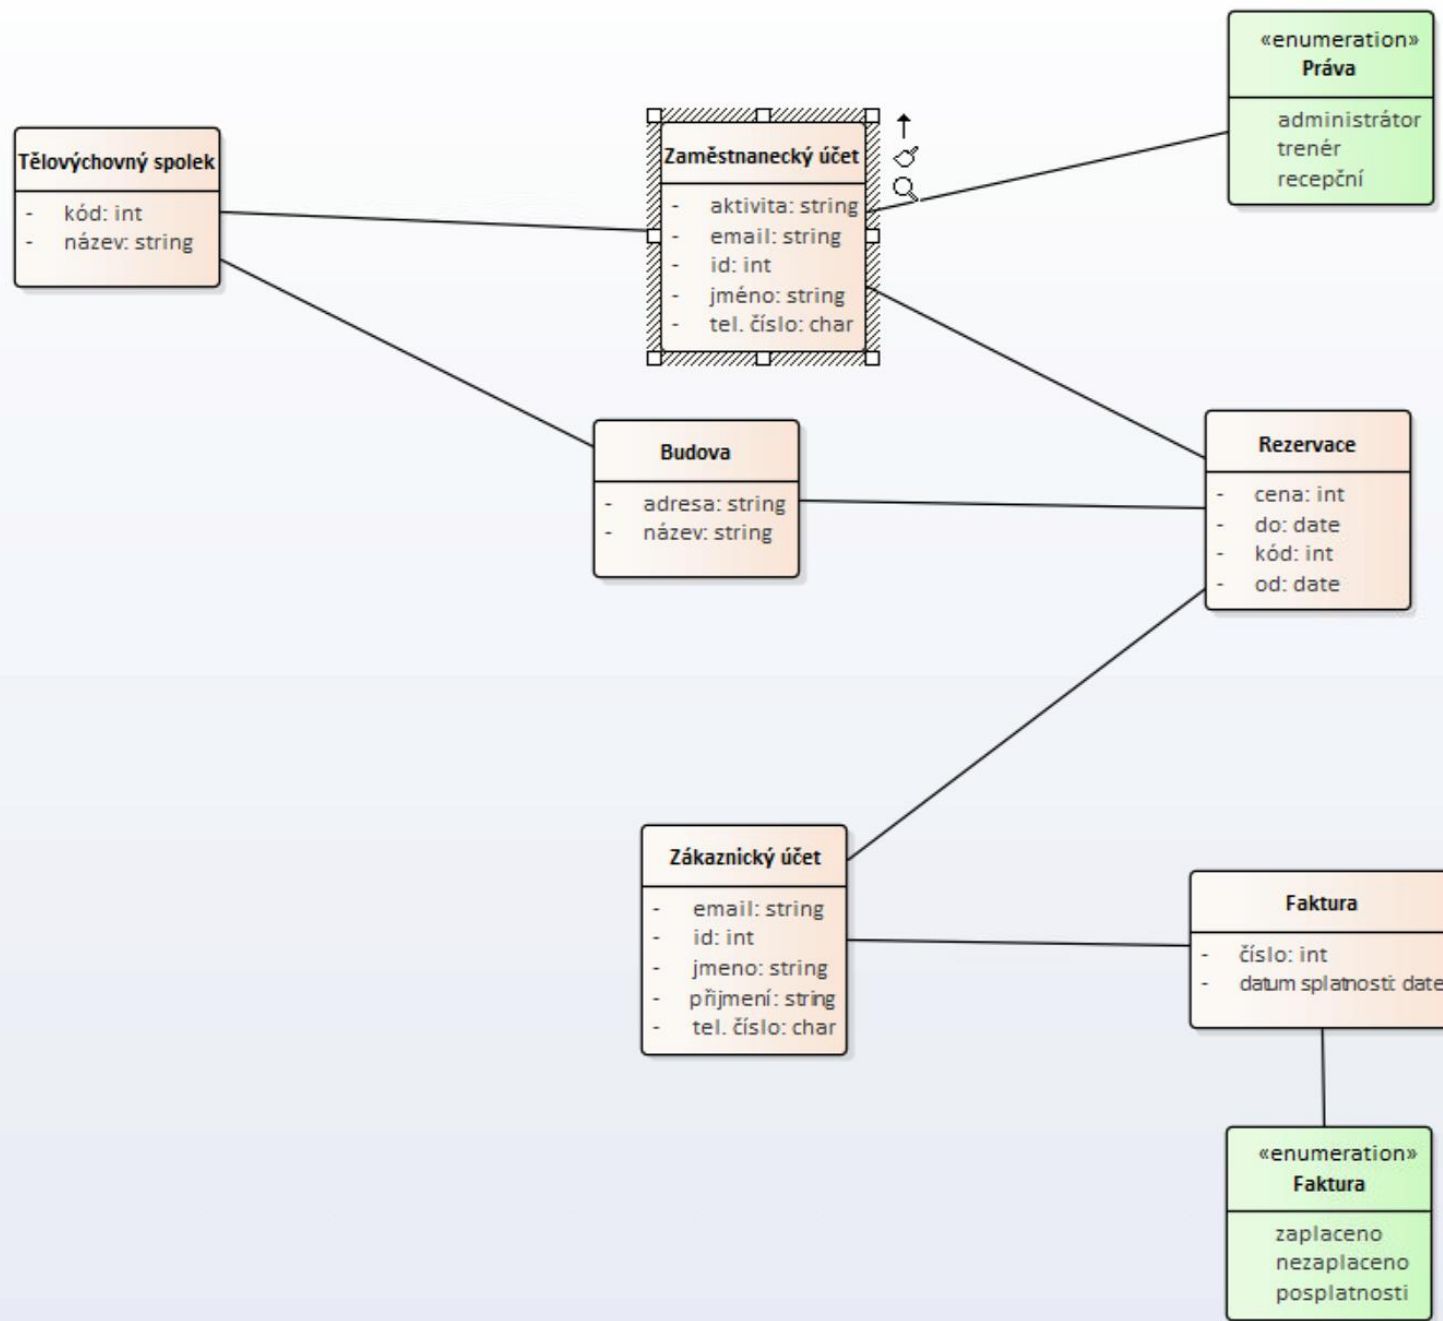 «enumeration»
Práva
administrátor
trenér
recepční
Tělovýchovný spolek
- kód: int
- název: string
Zaměstnanecký účet
- aktivita: string
- email: string
- id: int
- jméno: string
- tel. číslo: char
Budova
- adresa: string
- název: string
Rezervace
- cena: int
- do: date
- kód: int
- od: date
Zákaznický účet
- email: string
- id: int
- jmeno: string
- přijmení: string
- tel. číslo: char
Faktura
- číslo: int
- datum splatnosti: date
«enumeration»
Faktura
zaplaceno
nezaplaceno
posplatnosti